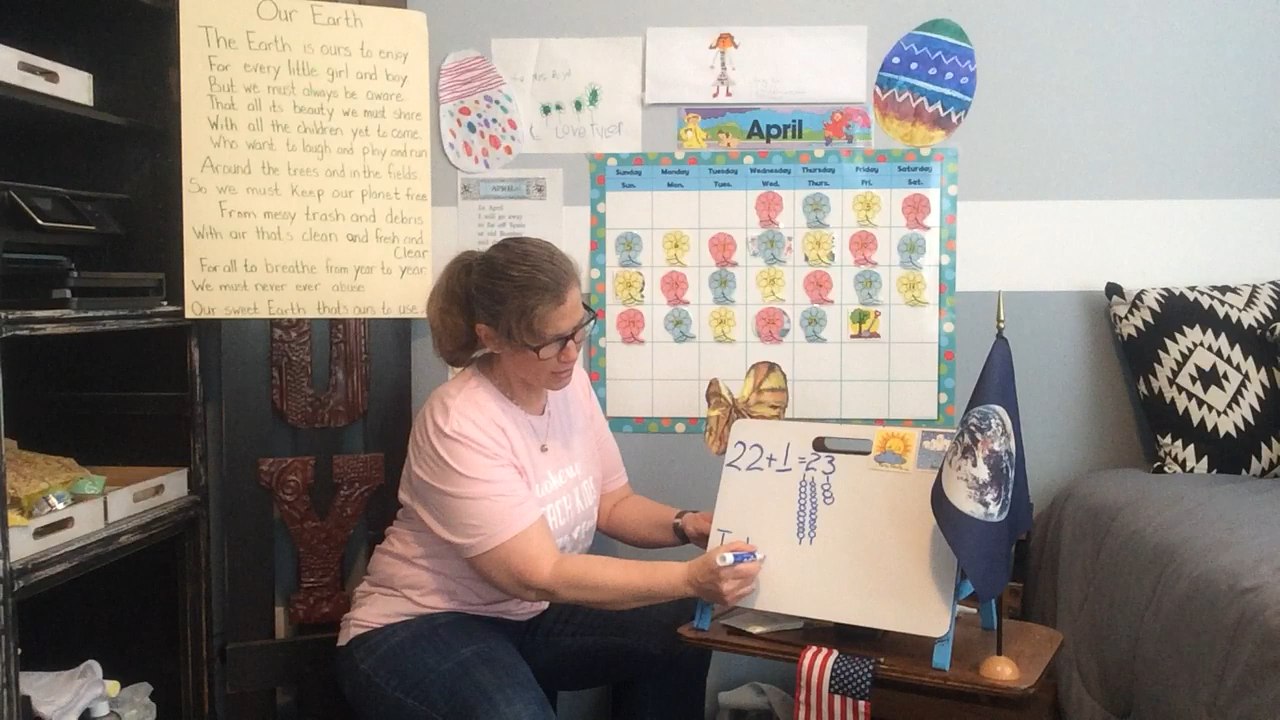 Our Earth
The Earth is ours to enjoy
For every little girl and boy
But we must always be aware
That all its beauty we must share
With all the children yet to come.
Who want to laugh and play and run
Around the trees and in the fields.
So we must keep our planet free
From messy trash and debris
With air that's clean and fresh and
Clear
For all to breathe from year to year.
We must never ever abuse
Our sweet Earth that's ours to use.
Love Tyler
April
Sunday Monday Tuesday Wednesday Thursday Friday Saturday
Sun. Mon. Tues. Wed. Thurs. Fri. Sat.
APRIL
In April
I will go away
22+1=23
U
Y